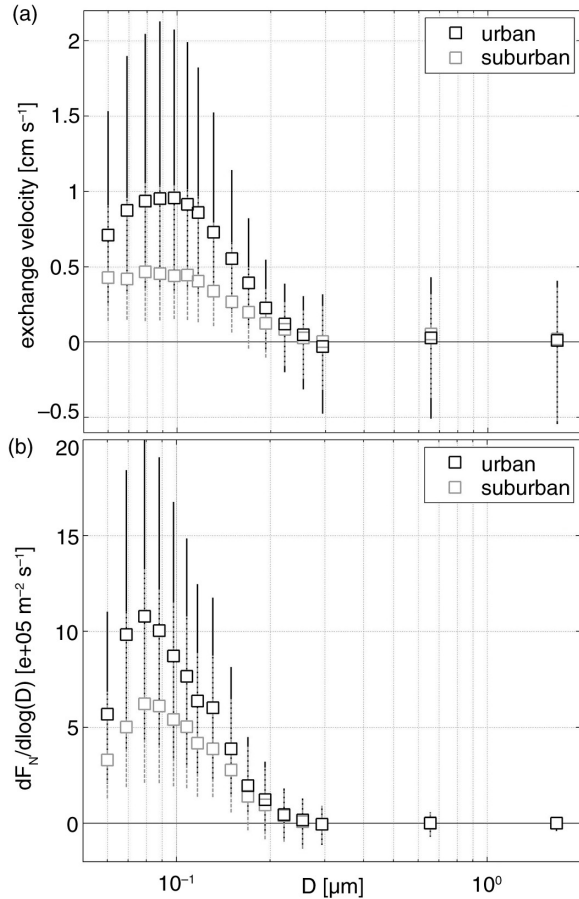 (a)
urban
suburban
2
1.5
1
0.5
0
−0.5
exchange velocity [cm s⁻¹]
(b)
urban
suburban
20
15
10
5
0
dF_N/dlog(D) [e+05 m⁻² s⁻¹]
10⁻¹
D [µm]
10⁰